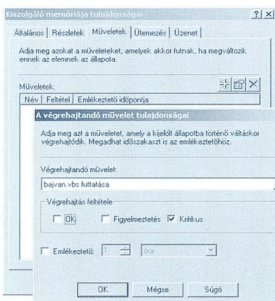 Kiszolgáló memóriája tulajdonságai
Általános Részletek Műveletek Ütemezés Üzenet
Adja meg azokat a műveleteket, amelyek akkor futnak, ha megváltozik
ennek az elemnek az állapota.
Műveletek:
Név Feltétel Emlékeztető időpontja
A végrehajtandó művelet tulajdonságai
Adja meg azt a műveletet, amely a kijelölt állapotba történő váltáskor
végrehajtódik. Megadhat időszakaszt is az emlékeztetőhöz.
Végrehajtandó művelet:
bajvan.vbs futtatása
Végrehajtás feltétele
OK Figyelmeztetés Kritikus
Emlékeztető: 1 óra
OK Mégse Súgó